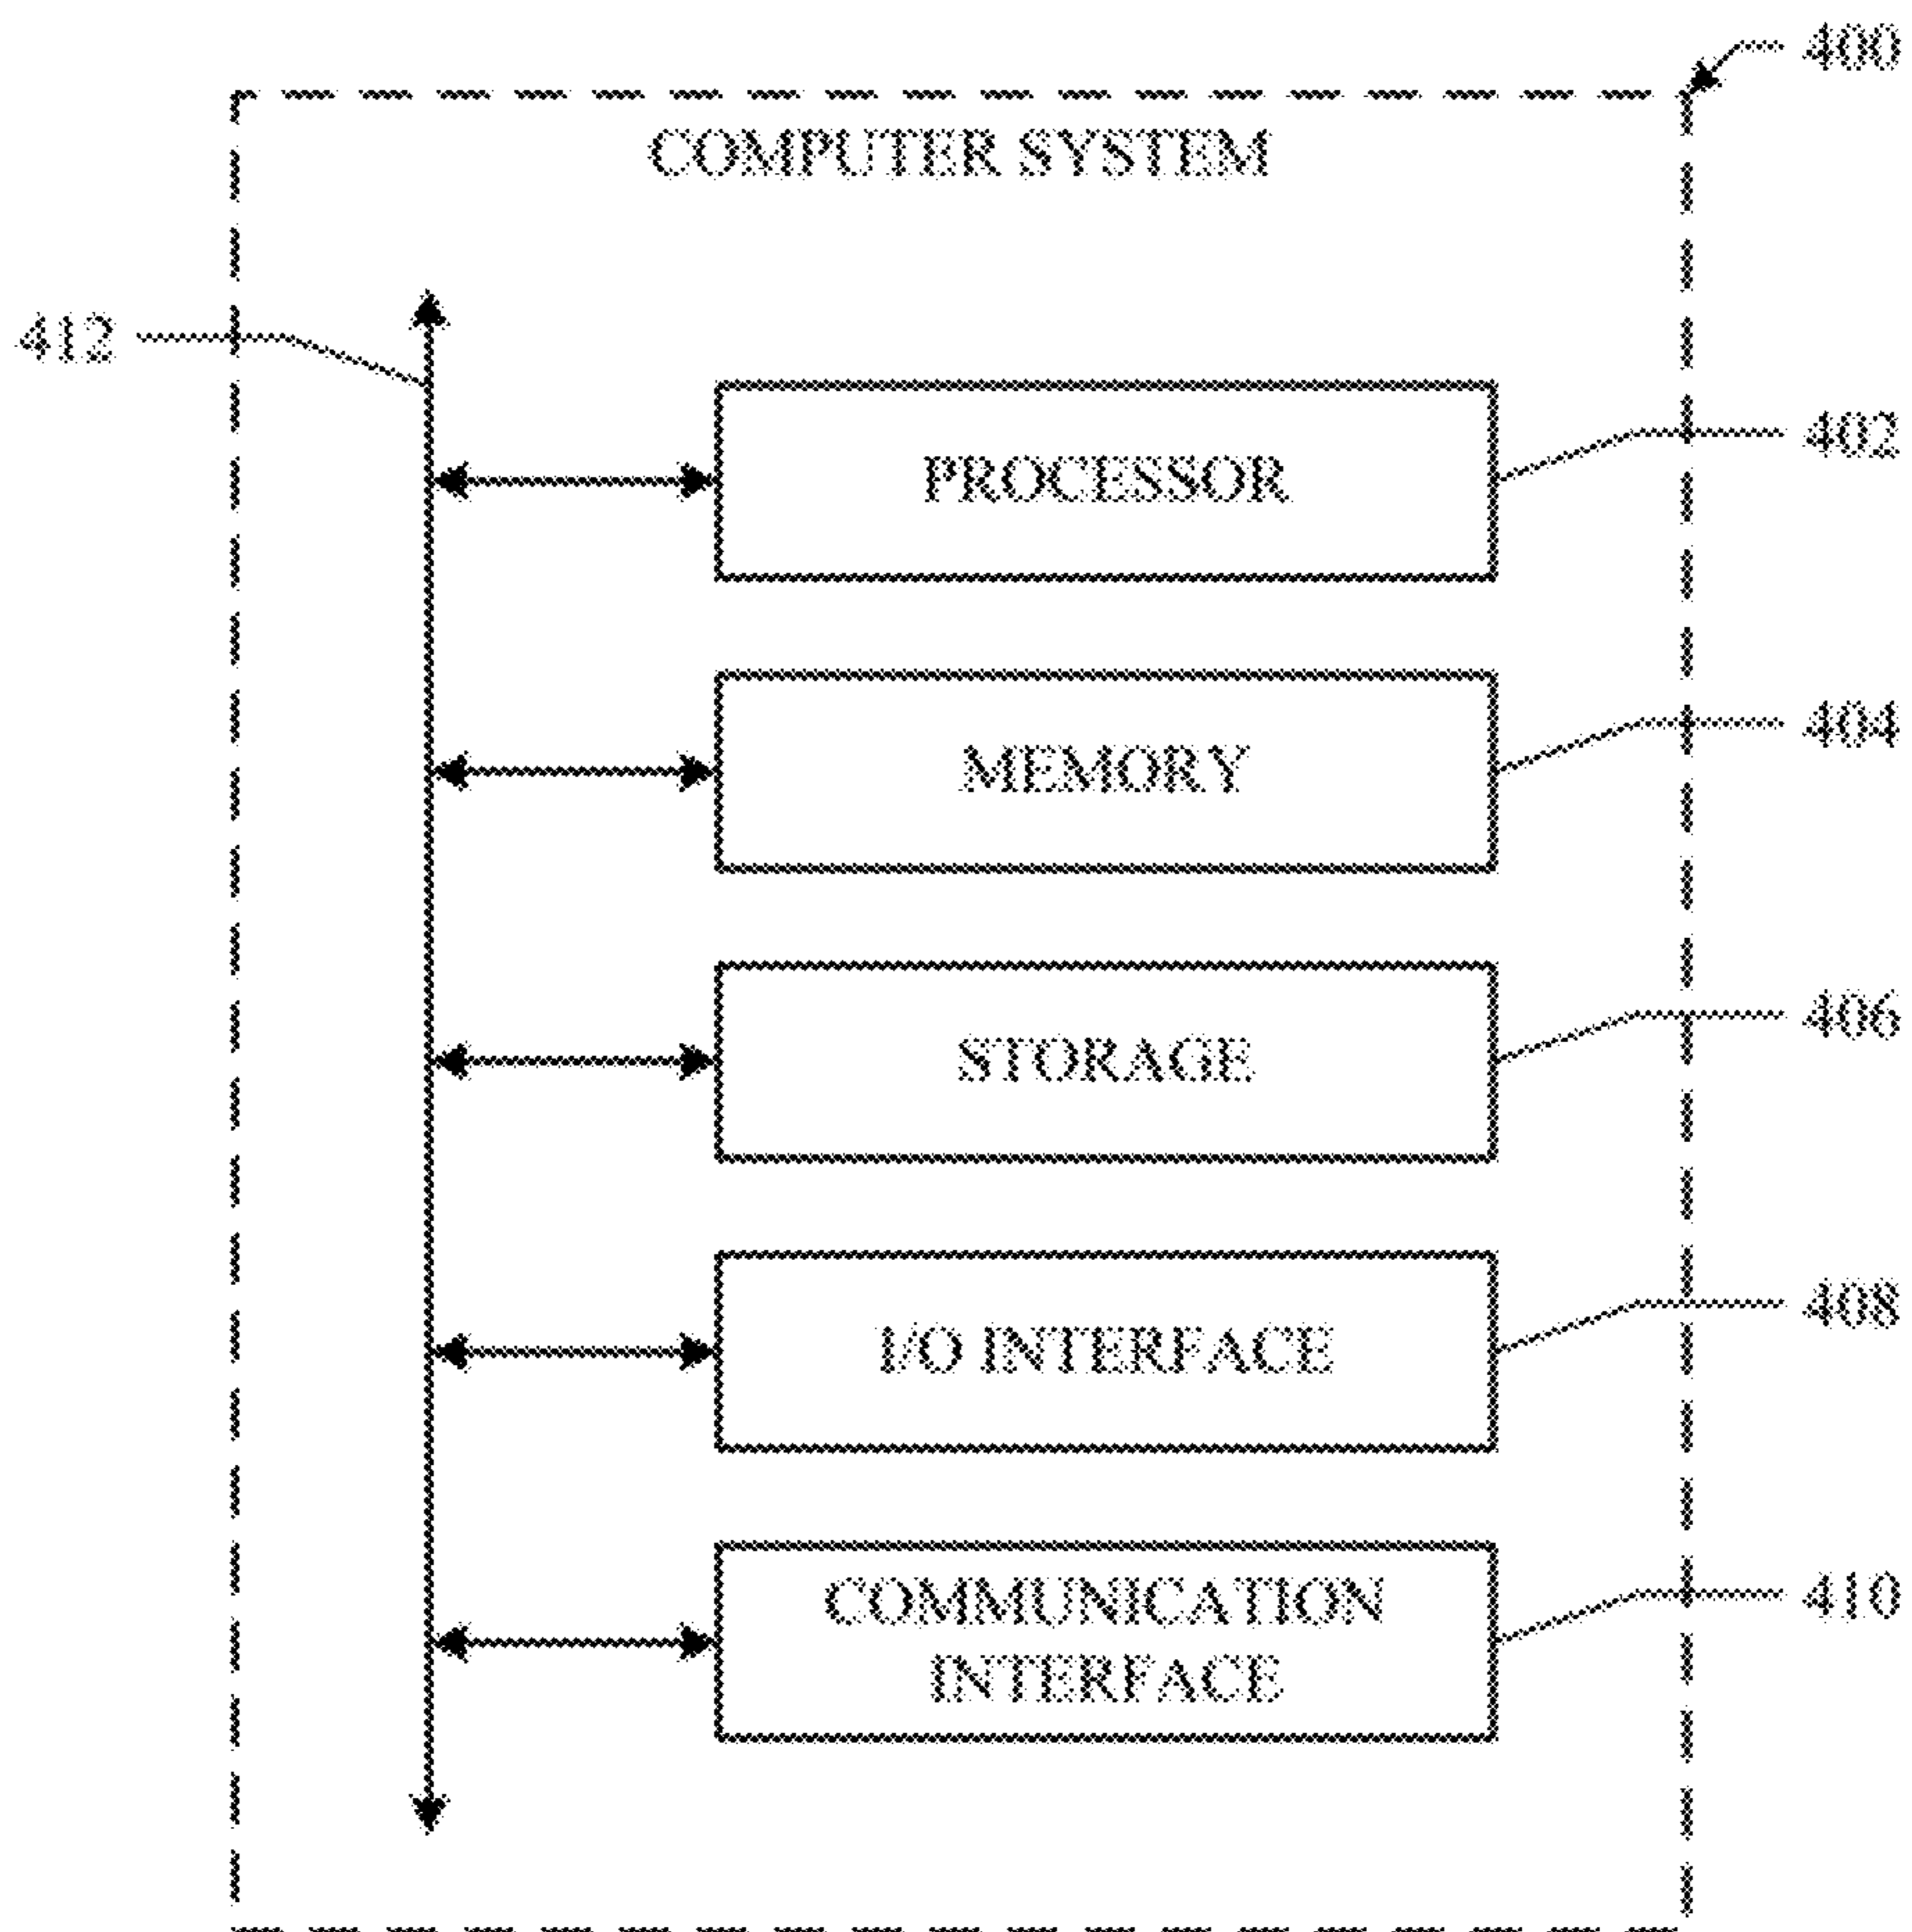 400
COMPUTER SYSTEM
412
402
PROCESSOR
404
MEMORY
406
STORAGE
408
I/O INTERFACE
410
COMMUNICATION
INTERFACE